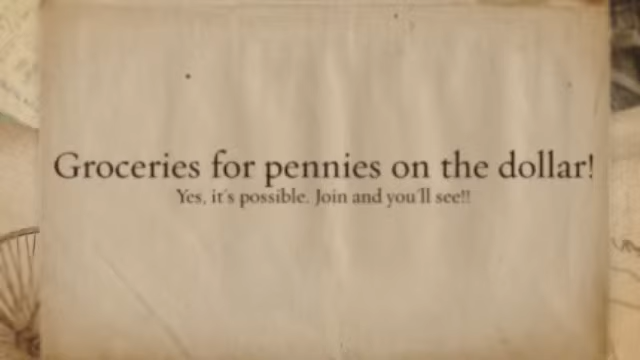 Groceries for pennies on the dollar!
Yes, it's possible. Join and you'll see!!